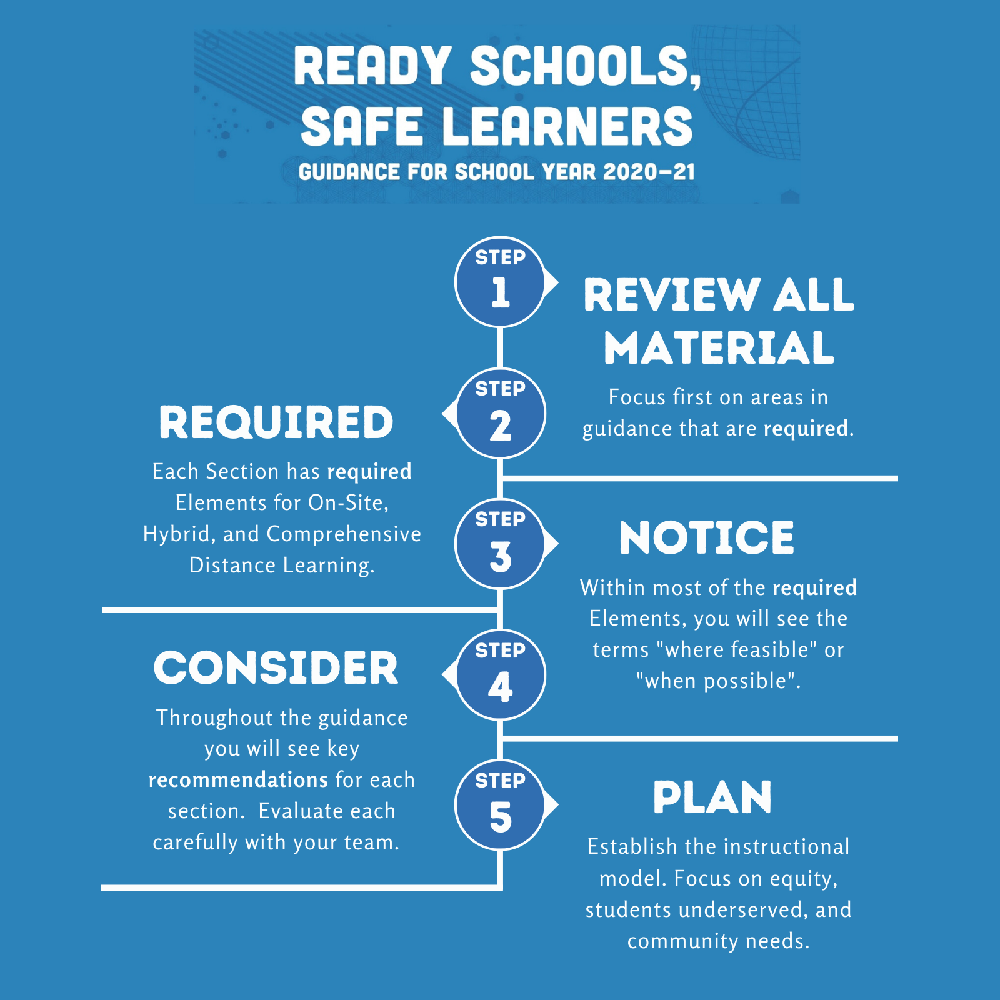 READY SCHOOLS,
SAFE LEARNERS
GUIDANCE FOR SCHOOL YEAR 2020-21
STEP
1
REVIEW ALL
MATERIAL
Focus first on areas in
guidance that are required.
STEP
2
REQUIRED
Each Section has required
Elements for On-Site,
Hybrid, and Comprehensive
Distance Learning.
STEP
3
NOTICE
Within most of the required
Elements, you will see the
terms "where feasible" or
"when possible".
STEP
4
CONSIDER
Throughout the guidance
you will see key
recommendations for each
section.  Evaluate each
carefully with your team.
STEP
5
PLAN
Establish the instructional
model. Focus on equity,
students underserved, and
community needs.